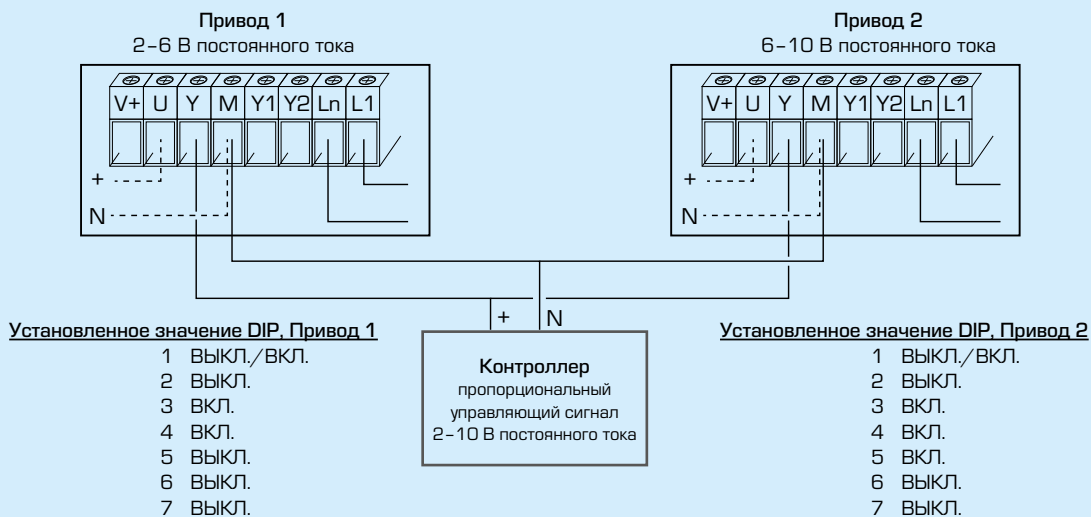 Привод 1
2–6 В постоянного тока
V+ U Y M Y1 Y2 Ln L1
+
N
Привод 2
6–10 В постоянного тока
V+ U Y M Y1 Y2 Ln L1
+
N
+ N
Установленное значение DIP, Привод 1
1 ВЫКЛ./ВКЛ.
2 ВЫКЛ.
3 ВКЛ.
4 ВКЛ.
5 ВЫКЛ.
6 ВЫКЛ.
7 ВЫКЛ.
Контроллер
пропорциональный
управляющий сигнал
2–10 В постоянного тока
Установленное значение DIP, Привод 2
1 ВЫКЛ./ВКЛ.
2 ВЫКЛ.
3 ВКЛ.
4 ВКЛ.
5 ВКЛ.
6 ВЫКЛ.
7 ВЫКЛ.